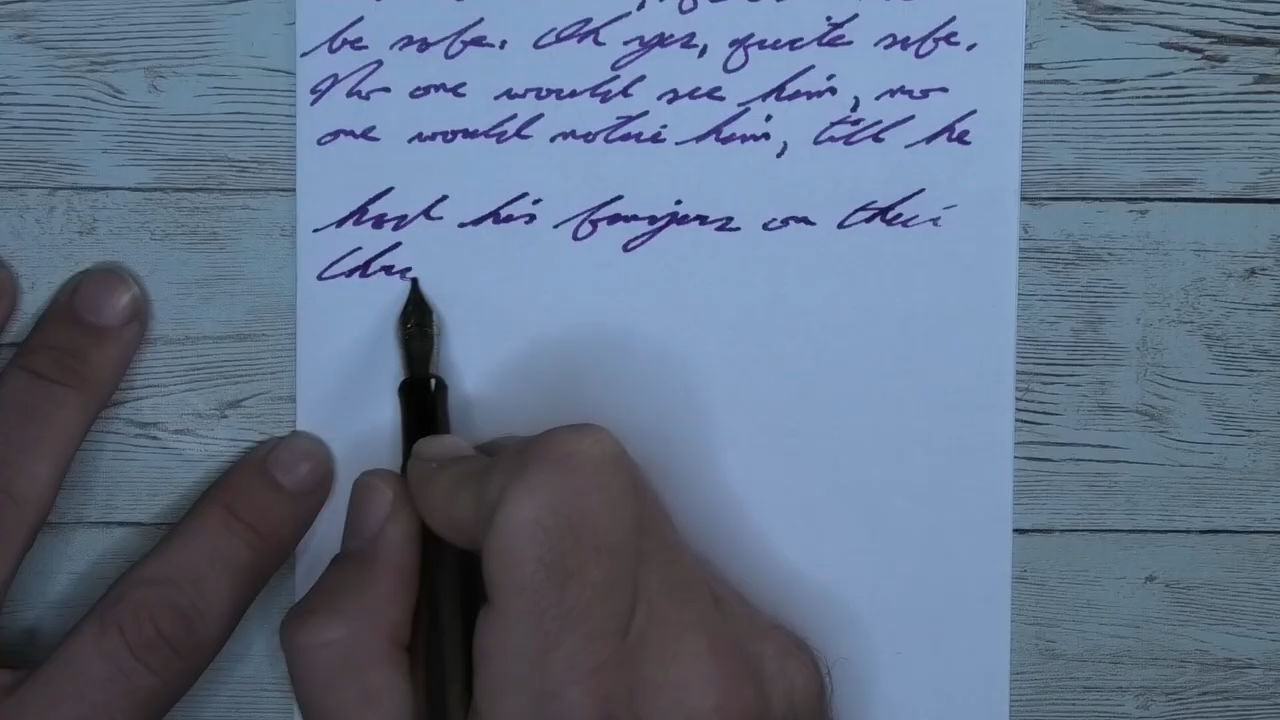 be safe. Oh yes, quite safe.
No one would see him, no
one would notice him, till he
had his fingers on their
thr